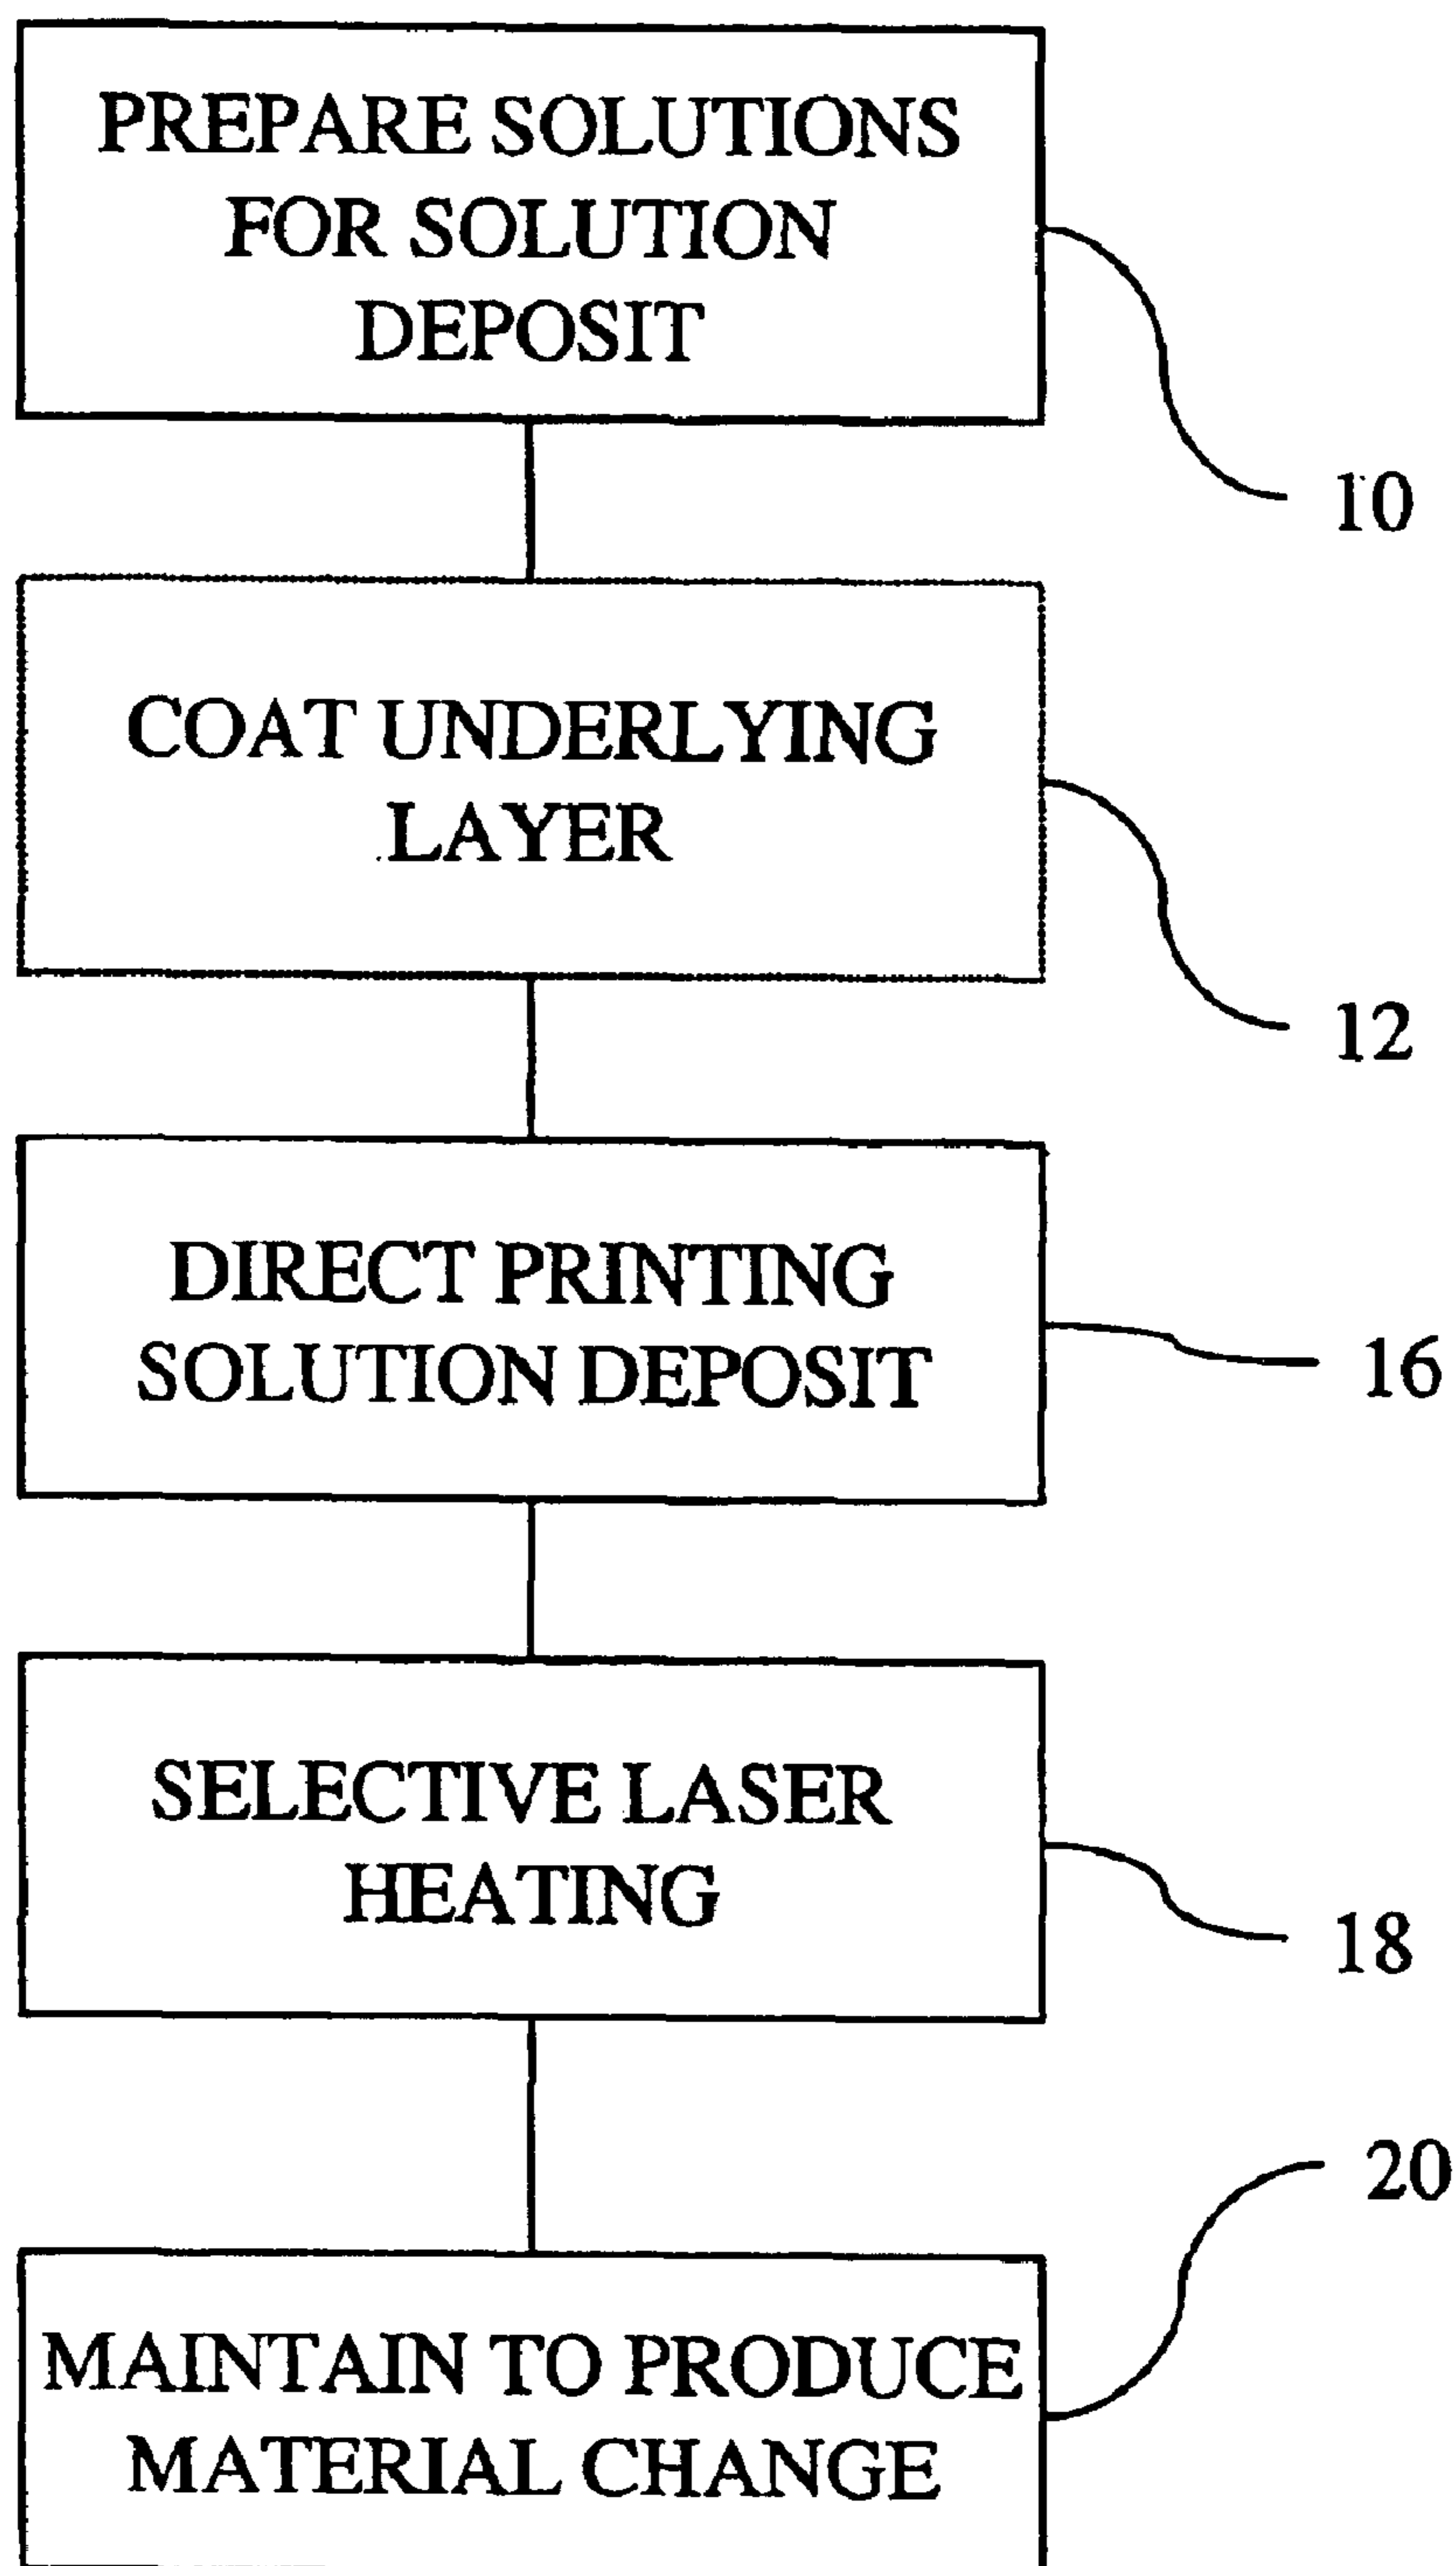 PREPARE SOLUTIONS
FOR SOLUTION
DEPOSIT
10
COAT UNDERLYING
LAYER
12
DIRECT PRINTING
SOLUTION DEPOSIT
16
SELECTIVE LASER
HEATING
18
20
MAINTAIN TO PRODUCE
MATERIAL CHANGE